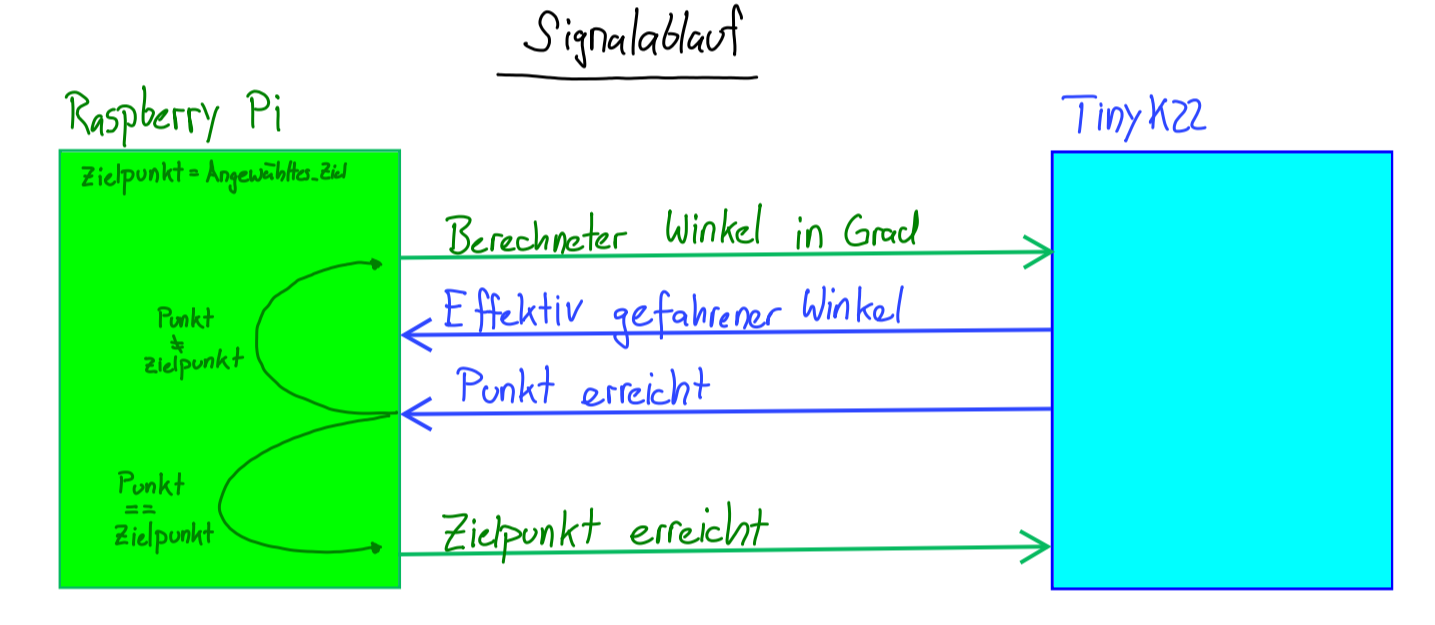 Signalablauf
Raspberry Pi
TinyK22
Zielpunkt = Angewähltes_Ziel
Berechneter Winkel in Grad
Effektiv gefahrener Winkel
Punkt
≠
Zielpunkt
Punkt erreicht
Punkt
==
Zielpunkt
Zielpunkt erreicht